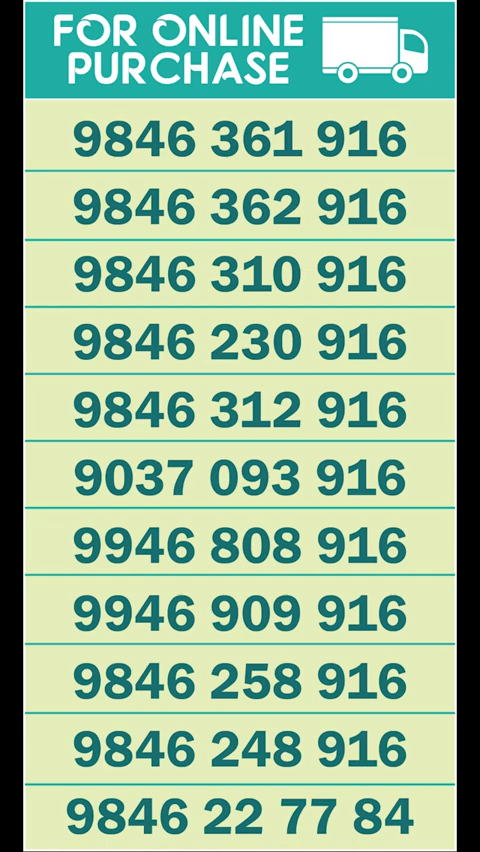 FOR ONLINE
PURCHASE
9846 361 916
9846 362 916
9846 310 916
9846 230 916
9846 312 916
9037 093 916
9946 808 916
9946 909 916
9846 258 916
9846 248 916
9846 22 77 84